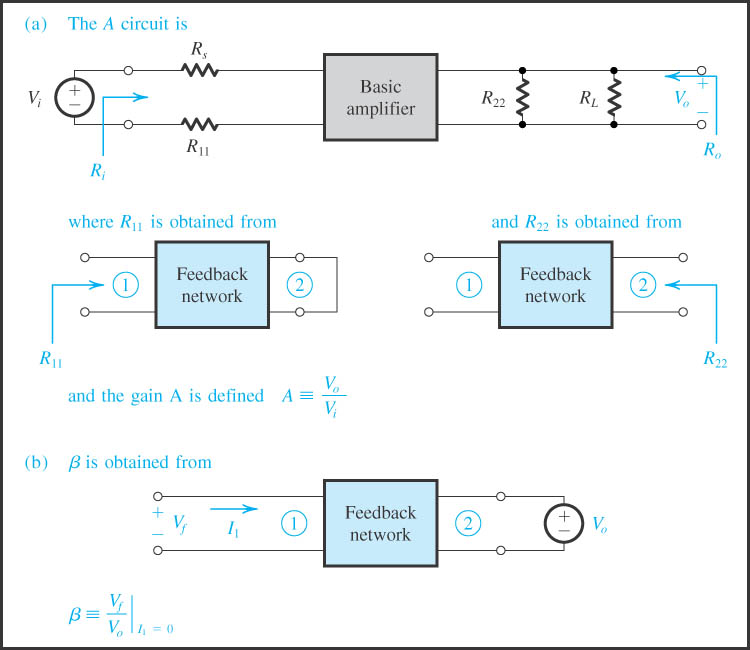 (a) The A circuit is
R_s
V_i
+
−
Basic
amplifier
R_22
R_L
+
V_o
−
R_11
R_i
R_o
where R_11 is obtained from
and R_22 is obtained from
1
Feedback
network
2
1
Feedback
network
2
R_11
R_22
and the gain A is defined A ≡ V_o / V_i
(b) β is obtained from
+
V_f
−
I_1
1
Feedback
network
2
+
−
V_o
β ≡ V_f / V_o |_{I_1 = 0}